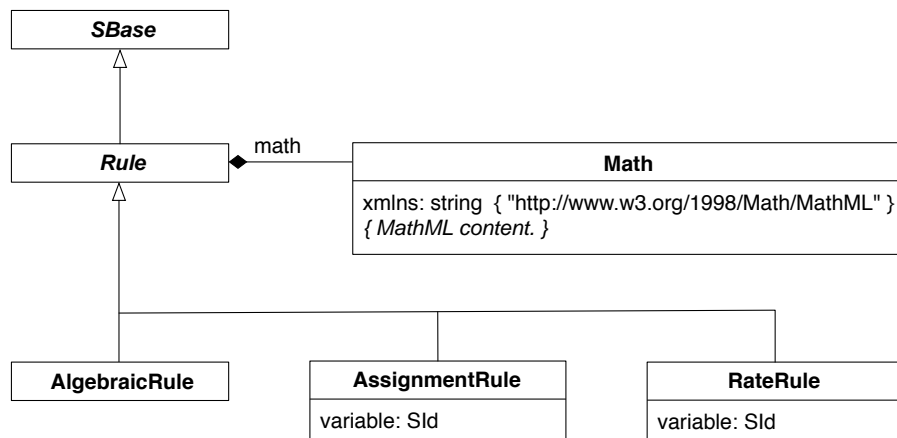 SBase
math
Rule
Math
xmlns: string { "http://www.w3.org/1998/Math/MathML" }
{ MathML content. }
AlgebraicRule
AssignmentRule
RateRule
variable: SId
variable: SId